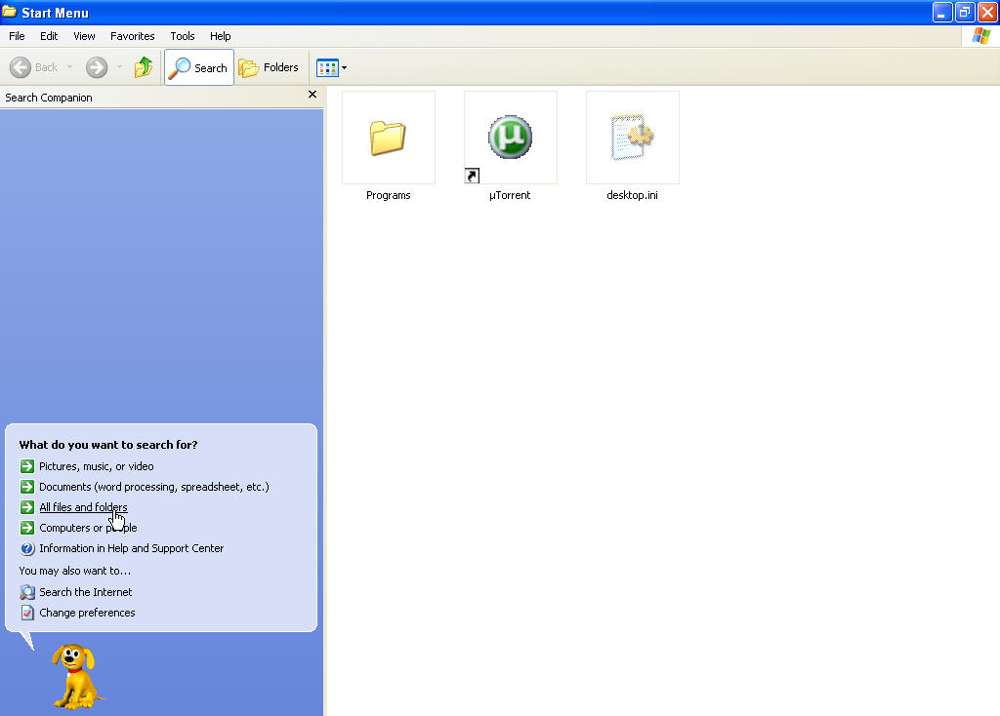 Start Menu
File Edit View Favorites Tools Help
Back Search Folders
Search Companion
Programs µTorrent desktop.ini
What do you want to search for?
Pictures, music, or video
Documents (word processing, spreadsheet, etc.)
All files and folders
Computers or people
Information in Help and Support Center
You may also want to...
Search the Internet
Change preferences